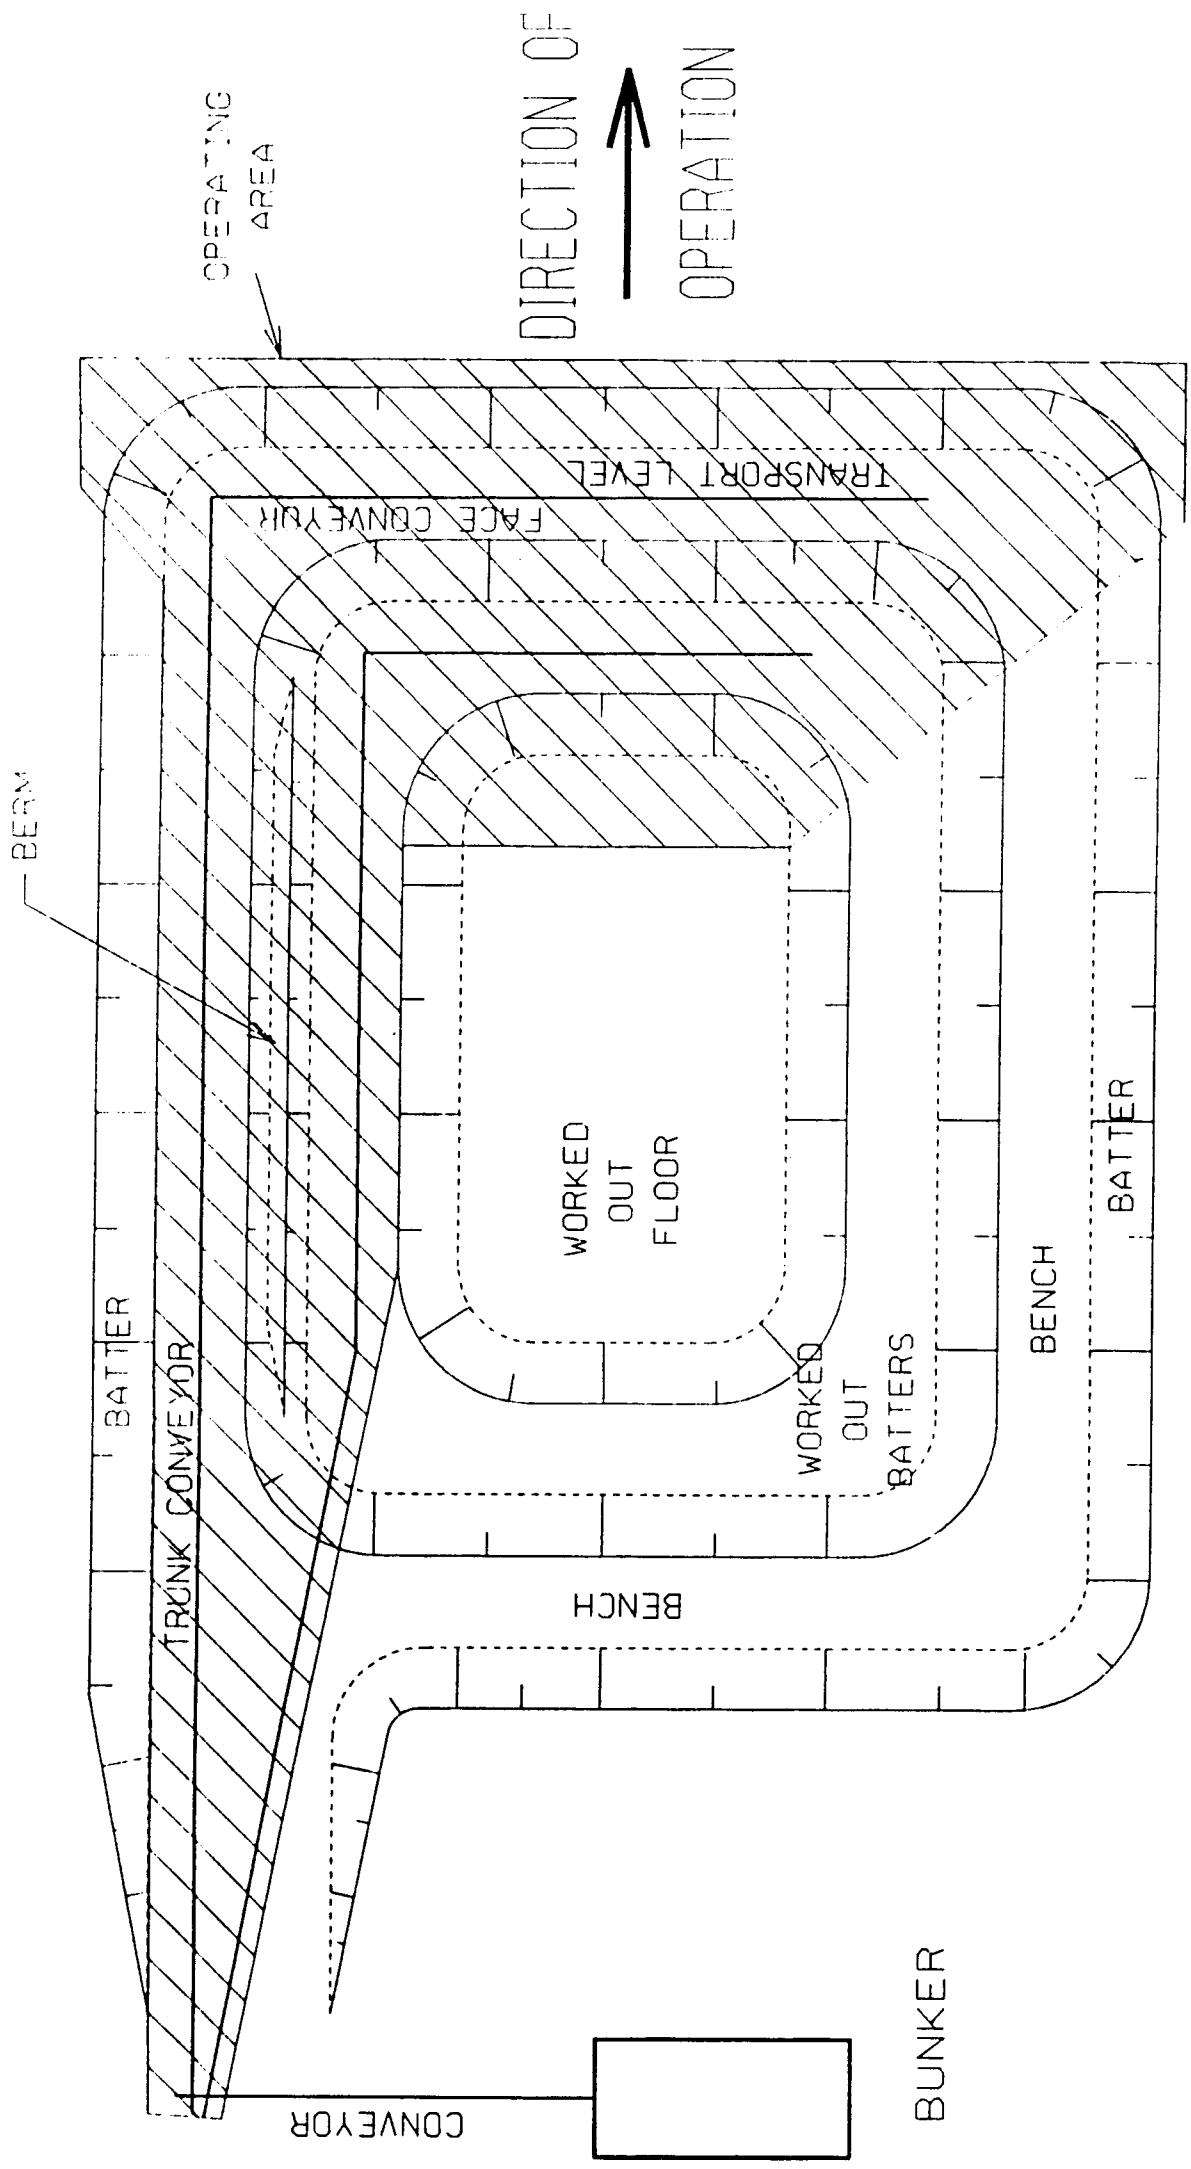 BERM
OPERATING
AREA
DIRECTION OF
OPERATION
BATTER
TRUNK CONVEYOR
FACE CONVEYOR
TRANSPORT LEVEL
WORKED
OUT
FLOOR
WORKED
OUT
BATTERS
BENCH
BATTER
BENCH
CONVEYOR
BUNKER